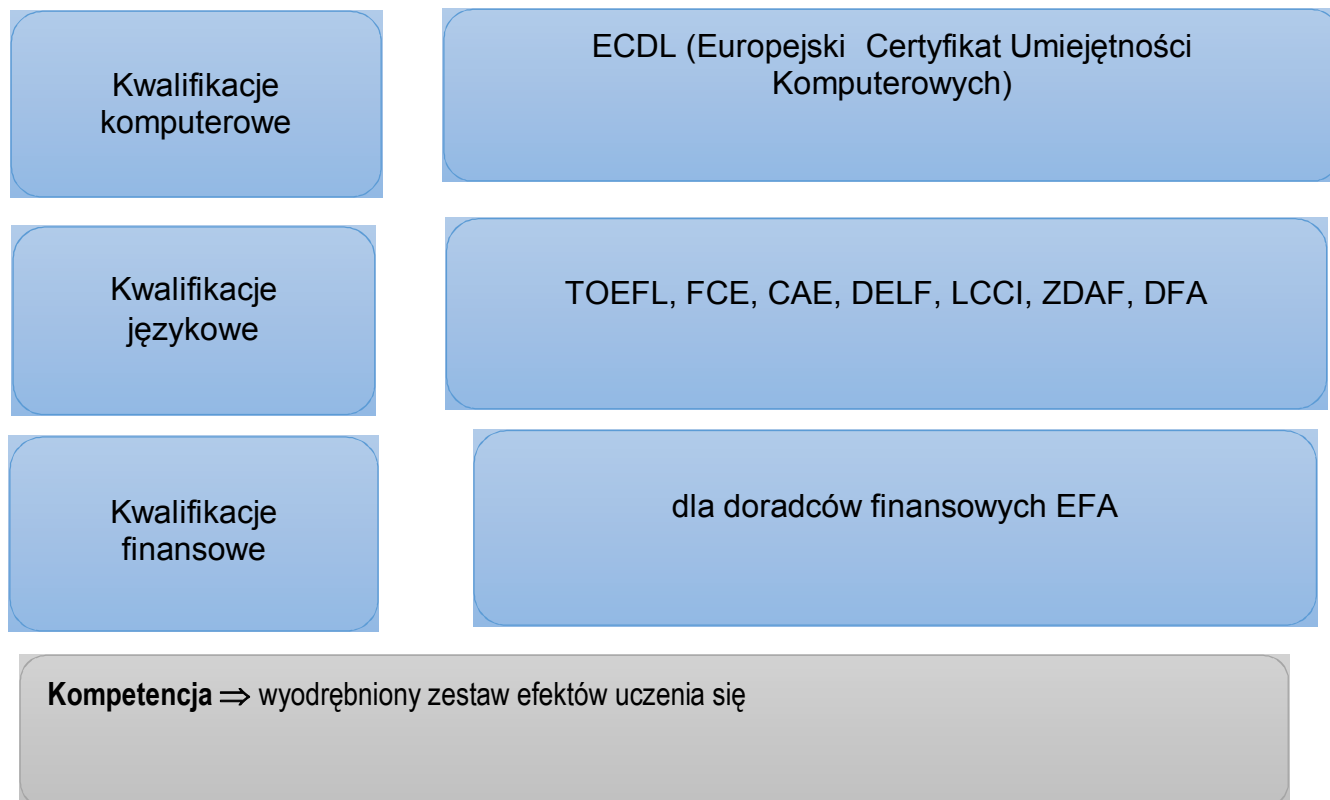 Kwalifikacje
komputerowe
ECDL (Europejski  Certyfikat Umiejętności
Komputerowych)
Kwalifikacje
językowe
TOEFL, FCE, CAE, DELF, LCCI, ZDAF, DFA
Kwalifikacje
finansowe
dla doradców finansowych EFA
Kompetencja ⇒ wyodrębniony zestaw efektów uczenia się